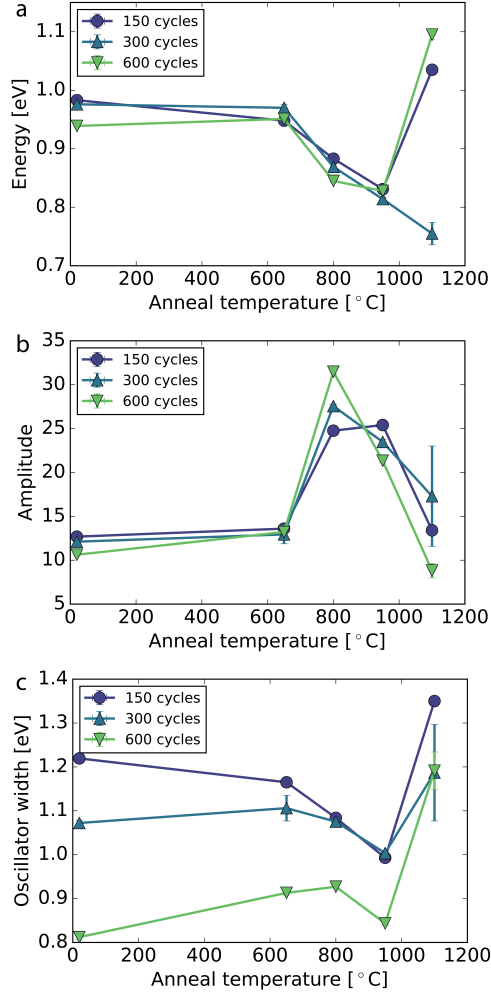 a
150 cycles
300 cycles
600 cycles
1.1
1.0
0.9
0.8
0.7
Energy [eV]
0 200 400 600 800 1000 1200
Anneal temperature [°C]
b
150 cycles
300 cycles
600 cycles
35
30
25
20
15
10
5
Amplitude
0 200 400 600 800 1000 1200
Anneal temperature [°C]
c
150 cycles
300 cycles
600 cycles
1.4
1.3
1.2
1.1
1.0
0.9
0.8
Oscillator width [eV]
0 200 400 600 800 1000 1200
Anneal temperature [°C]